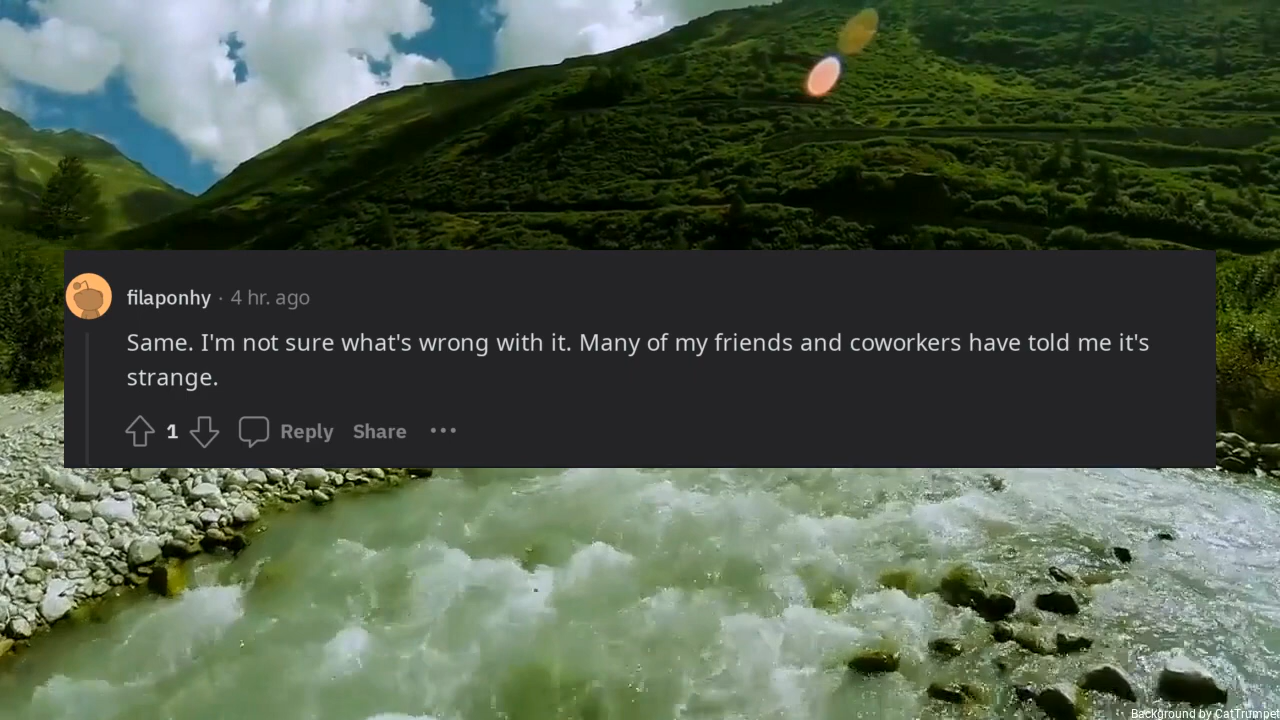 filaponhy · 4 hr. ago
Same. I'm not sure what's wrong with it. Many of my friends and coworkers have told me it's
strange.
1 Reply Share ···
Background by CatTrumpet